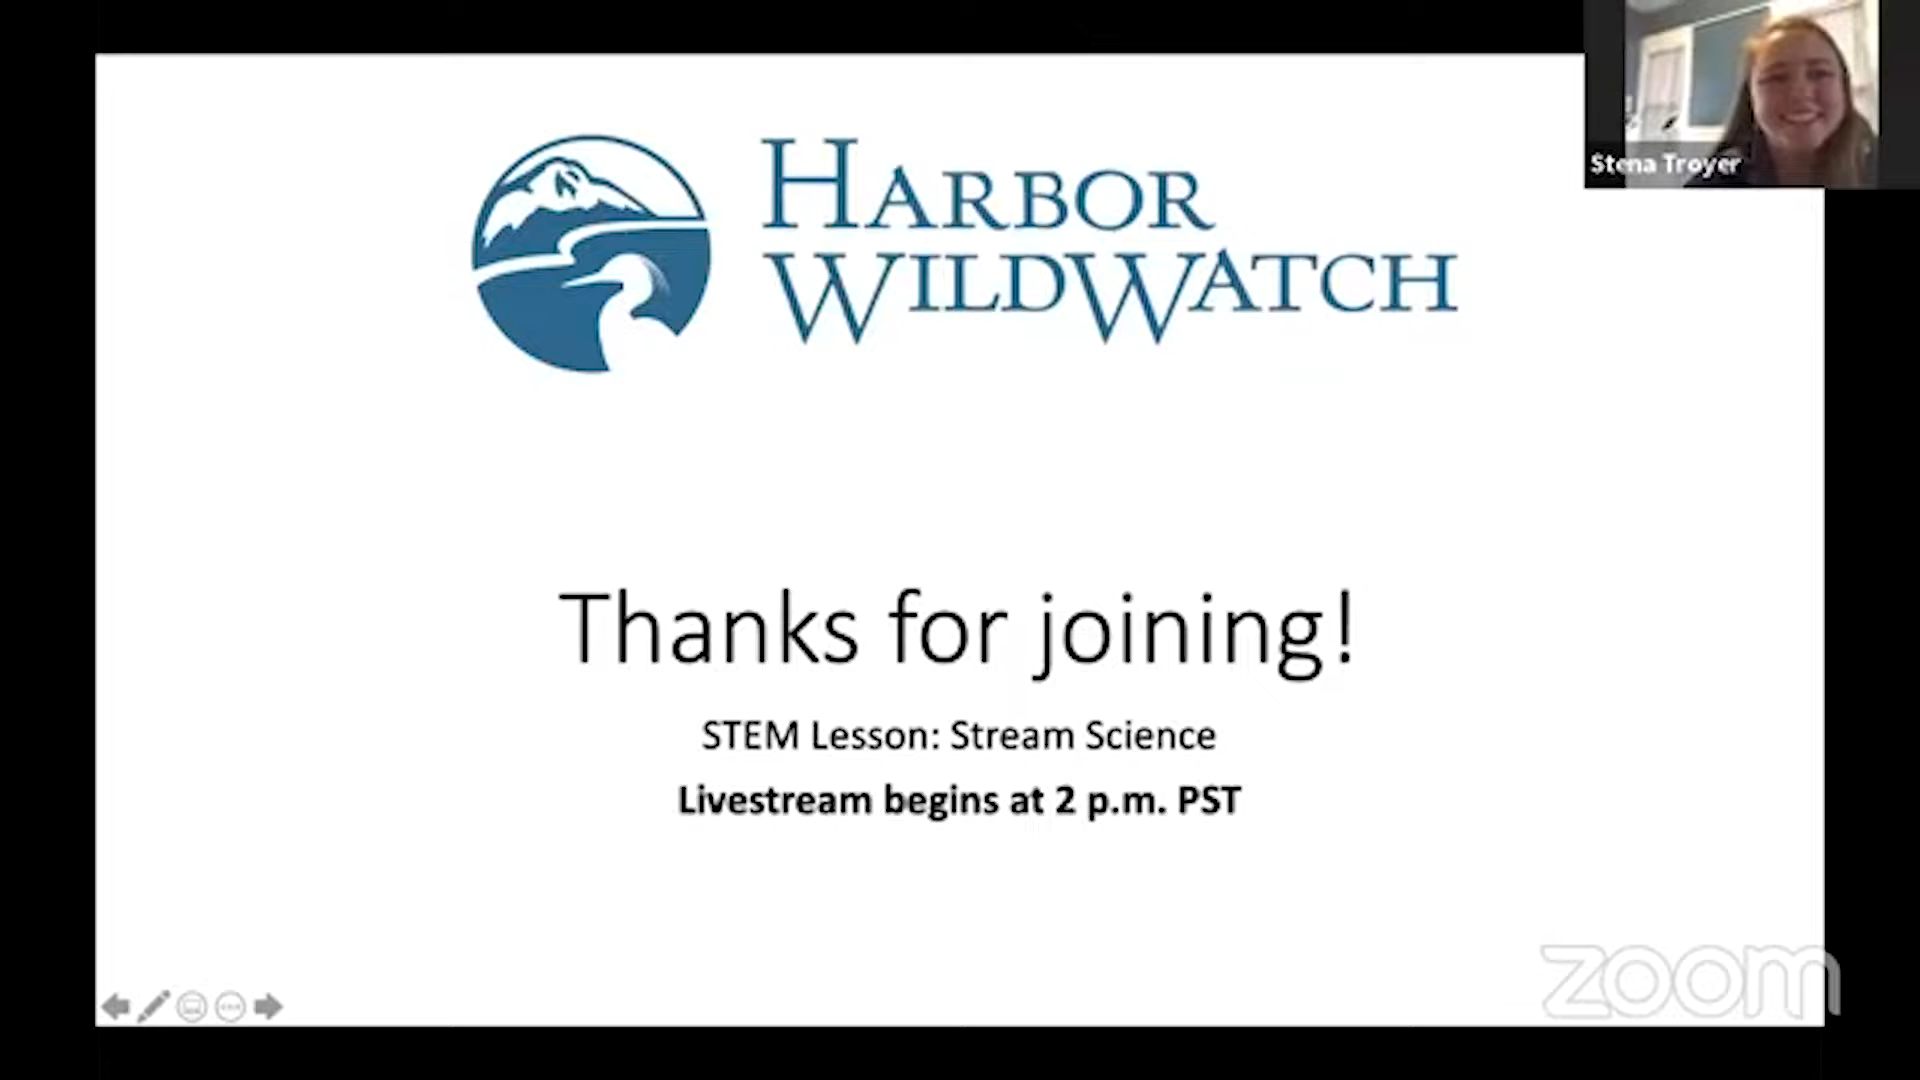 HARBOR
WILDWATCH
Stena Troyer
Thanks for joining!
STEM Lesson: Stream Science
Livestream begins at 2 p.m. PST
zoom